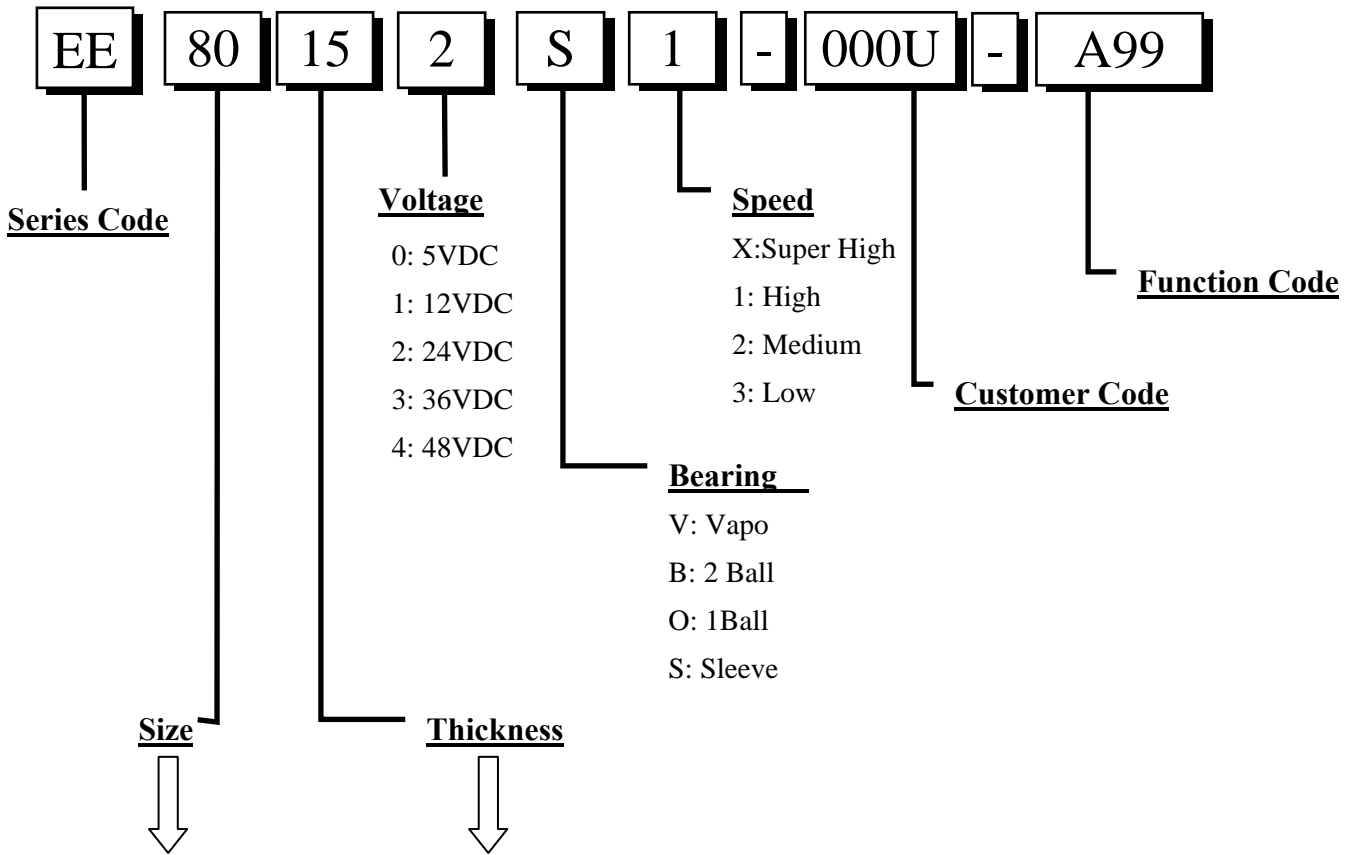 EE 80 15 2 S 1 - 000U - A99
Series Code
Voltage
0: 5VDC
1: 12VDC
2: 24VDC
3: 36VDC
4: 48VDC
Speed
X:Super High
1: High
2: Medium
3: Low
Function Code
Customer Code
Bearing
V: Vapo
B: 2 Ball
O: 1Ball
S: Sleeve
Size
Thickness